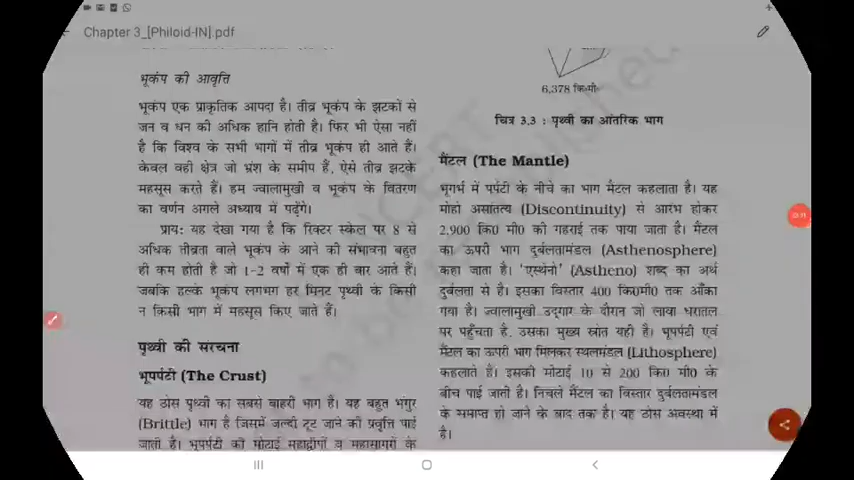 Chapter 3_[Philoid-IN].pdf
भूकंप की आवृत्ति
भूकंप एक प्राकृतिक आपदा है। तीव्र भूकंप के झटकों से
जन व धन की अधिक हानि होती है। फिर भी ऐसा नहीं
है कि विश्व के सभी भागों में तीव्र भूकंप ही आते हैं।
केवल वही क्षेत्र जो भ्रंश के समीप हैं, ऐसे तीव्र झटके
महसूस करते हैं। हम ज्वालामुखी व भूकंप के वितरण
का वर्णन अगले अध्याय में पढ़ेंगे।
प्राय: यह देखा गया है कि रिक्टर स्केल पर 8 से
अधिक तीव्रता वाले भूकंप के आने की संभावना बहुत
ही कम होती है जो 1-2 वर्षों में एक ही बार आते हैं।
जबकि हल्के भूकंप लगभग हर मिनट पृथ्वी के किसी
न किसी भाग में महसूस किए जाते हैं।
पृथ्वी की संरचना
भूपर्पटी (The Crust)
यह ठोस पृथ्वी का सबसे बाहरी भाग है। यह बहुत भंगुर
(Brittle) भाग है जिसमें जल्दी टूट जाने की प्रवृत्ति पाई
जाती है। भूपर्पटी की मोटाई महाद्वीपों व महासागरों के
6,378 कि॰मी॰
चित्र 3.3 : पृथ्वी का आंतरिक भाग
मैंटल (The Mantle)
भूगर्भ में पर्पटी के नीचे का भाग मैंटल कहलाता है। यह
मोहो असांतत्य (Discontinuity) से आरंभ होकर
2,900 कि0 मी0 की गहराई तक पाया जाता है। मैंटल
का ऊपरी भाग दुर्बलतामंडल (Asthenosphere)
कहा जाता है। 'एस्थेनो' (Astheno) शब्द का अर्थ
दुर्बलता से है। इसका विस्तार 400 कि0मी0 तक आँका
गया है। ज्वालामुखी उद्गार के दौरान जो लावा धरातल
पर पहुँचता है, उसका मुख्य स्रोत यही है। भूपर्पटी एवं
मैंटल का ऊपरी भाग मिलकर स्थलमंडल (Lithosphere)
कहलाते हैं। इसकी मोटाई 10 से 200 कि0 मी0 के
बीच पाई जाती है। निचले मैंटल का विस्तार दुर्बलतामंडल
के समाप्त हो जाने के बाद तक है। यह ठोस अवस्था में
है।